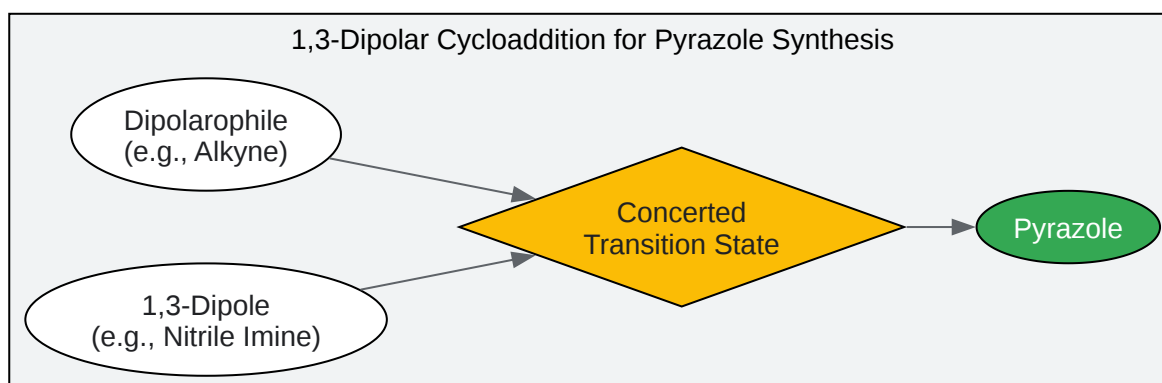 1,3-Dipolar Cycloaddition for Pyrazole Synthesis
Dipolarophile
(e.g., Alkyne)
Concerted
Transition State
Pyrazole
1,3-Dipole
(e.g., Nitrile Imine)